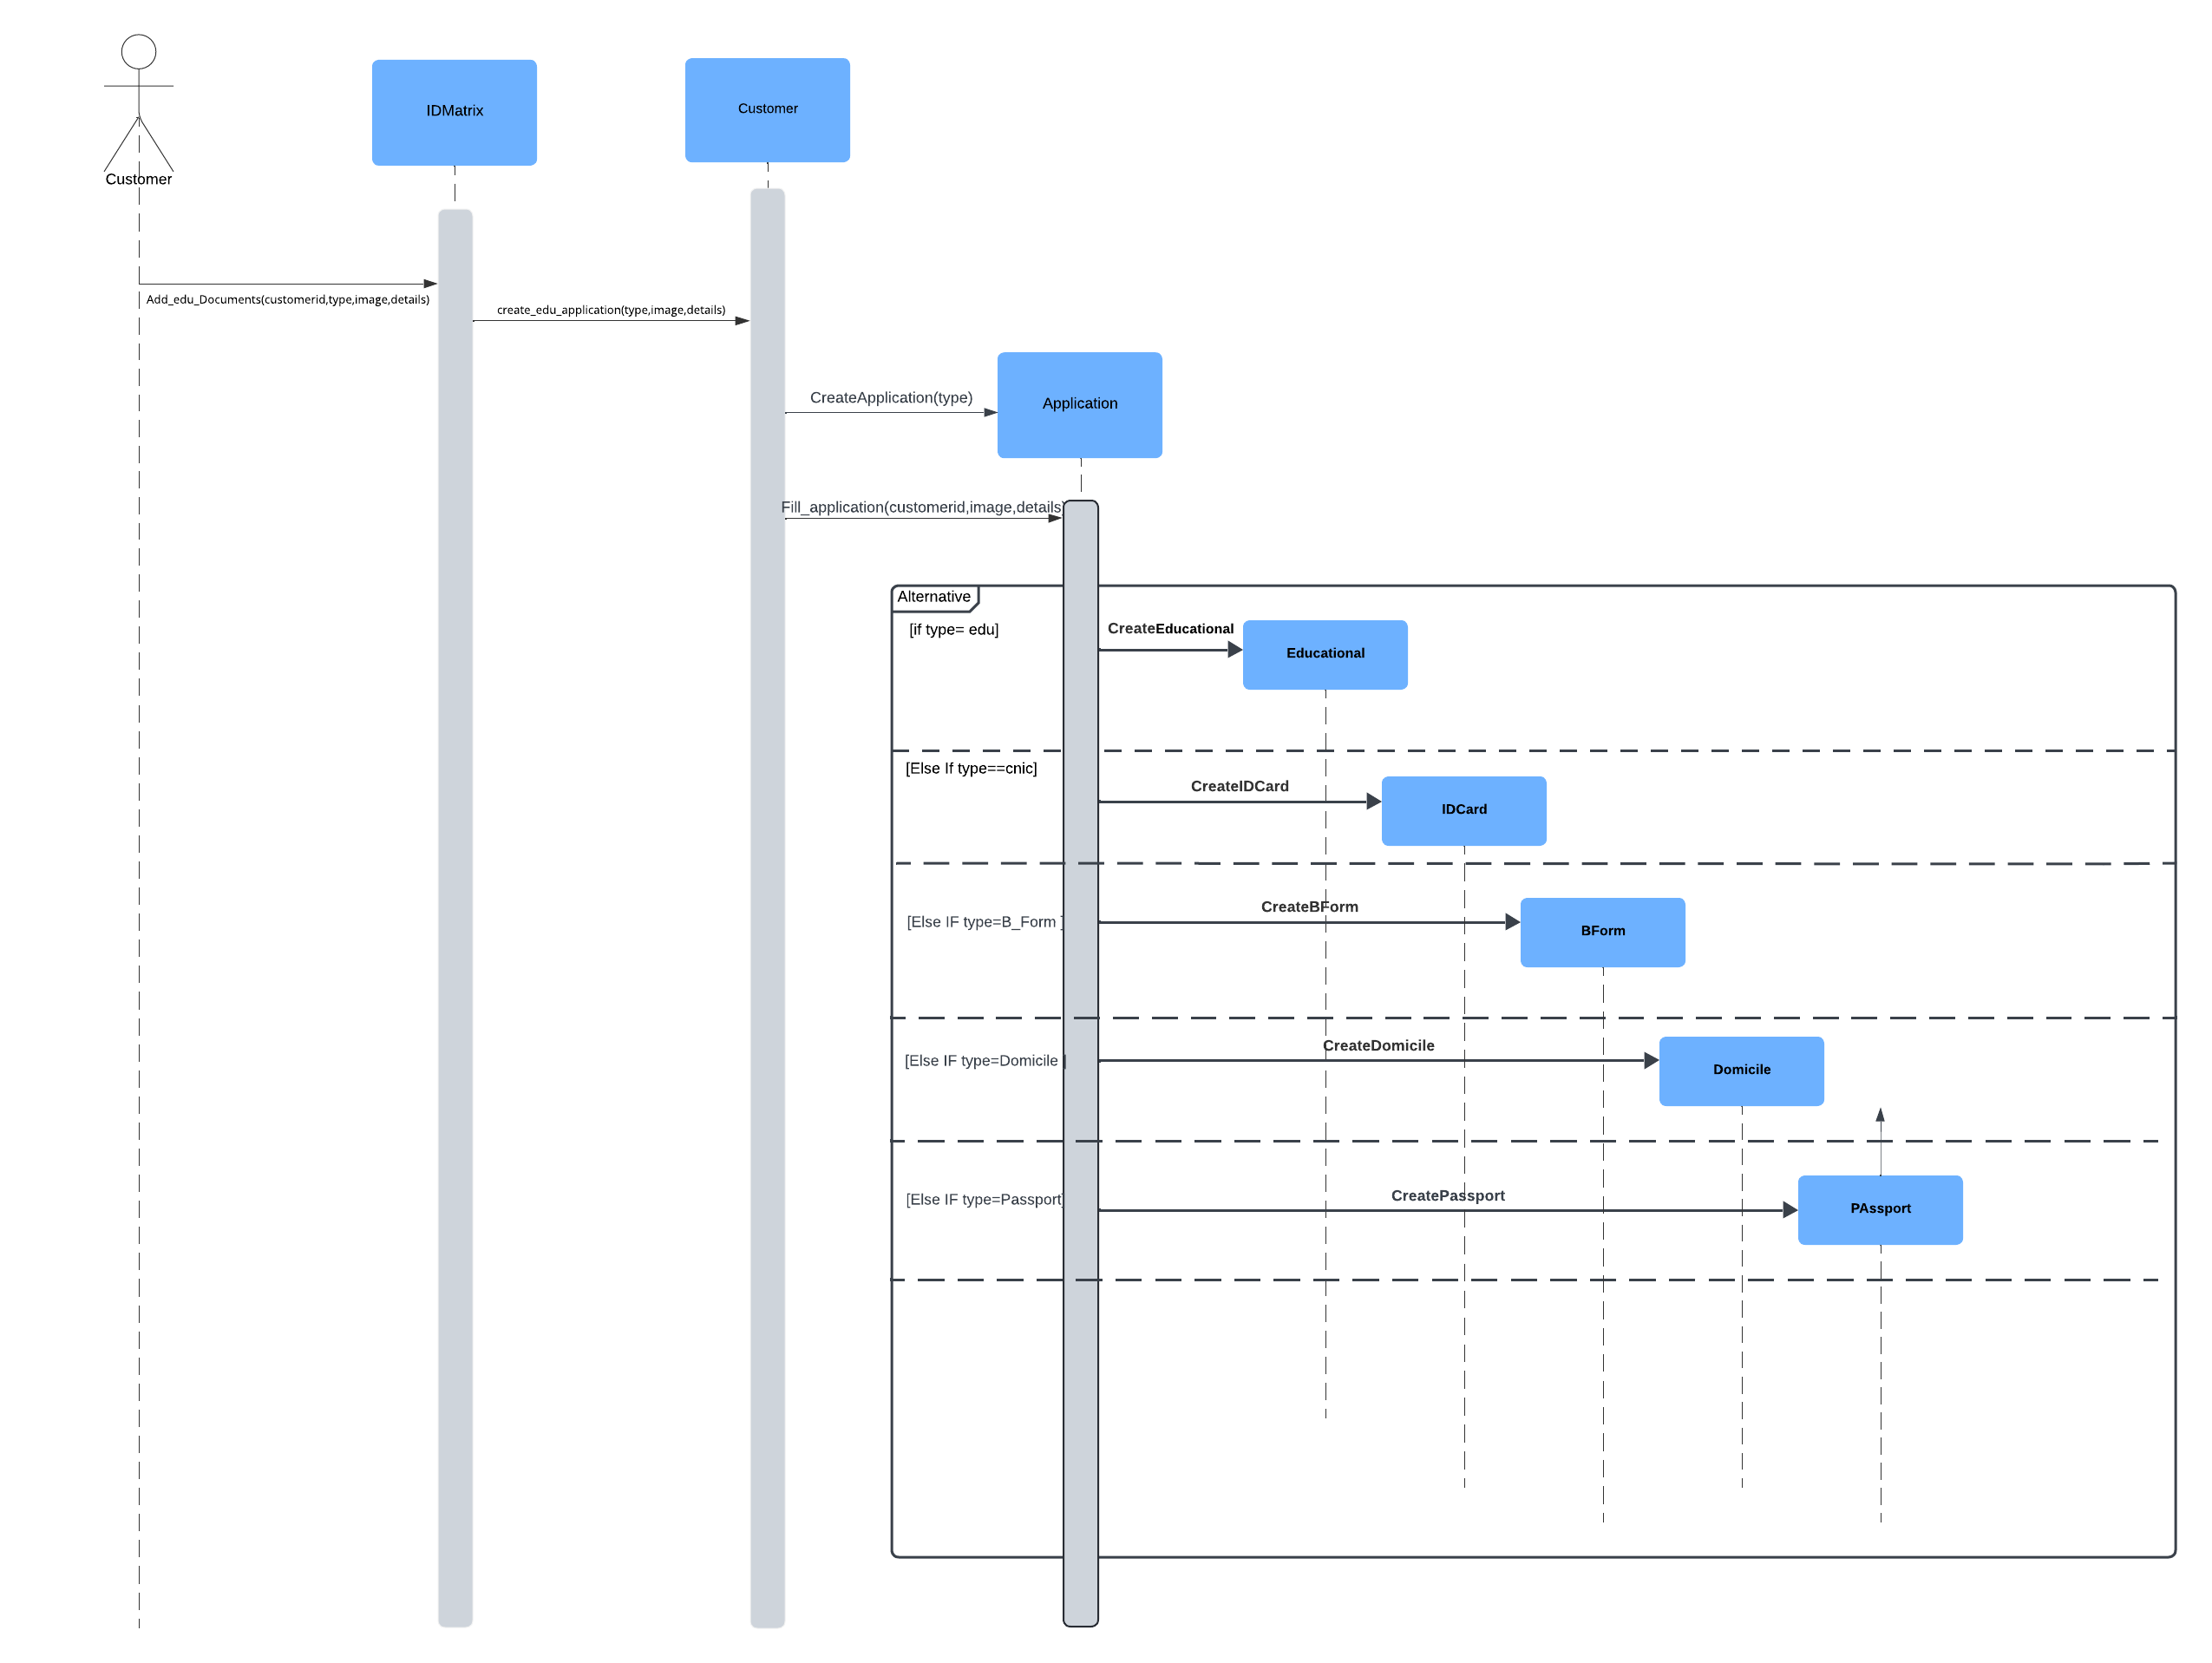 Customer
IDMatrix
Customer
Add_edu_Documents(customerid,type,image,details)
create_edu_application(type,image,details)
CreateApplication(type)
Application
Fill_application(customerid,image,details)
Alternative
[if type= edu]
CreateEducational
Educational
[Else If type==cnic]
CreateIDCard
IDCard
[Else IF type=B_Form ]
CreateBForm
BForm
[Else IF type=Domicile ]
CreateDomicile
Domicile
[Else IF type=Passport]
CreatePassport
PAssport